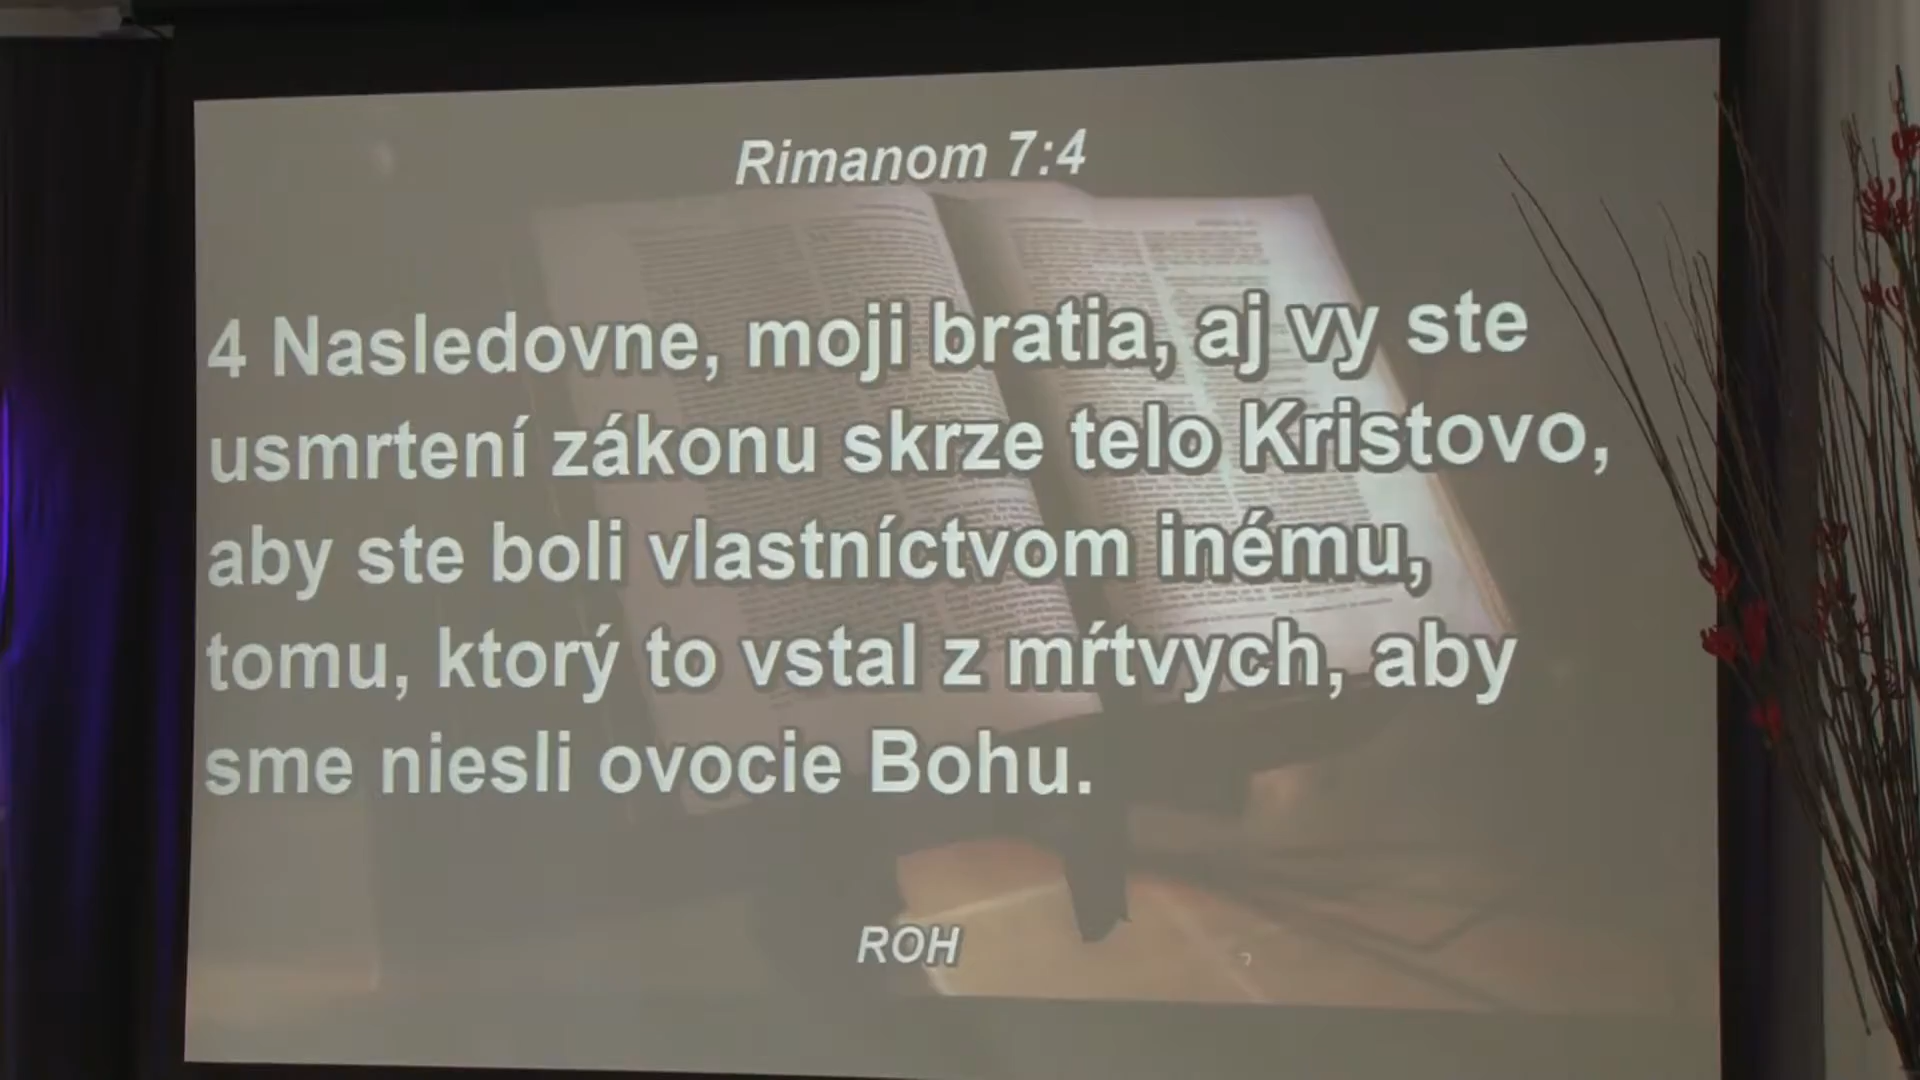 Rimanom 7:4
4 Nasledovne, moji bratia, aj vy ste
usmrtení zákonu skrze telo Kristovo,
aby ste boli vlastníctvom inému,
tomu, ktorý to vstal z mŕtvych, aby
sme niesli ovocie Bohu.
ROH